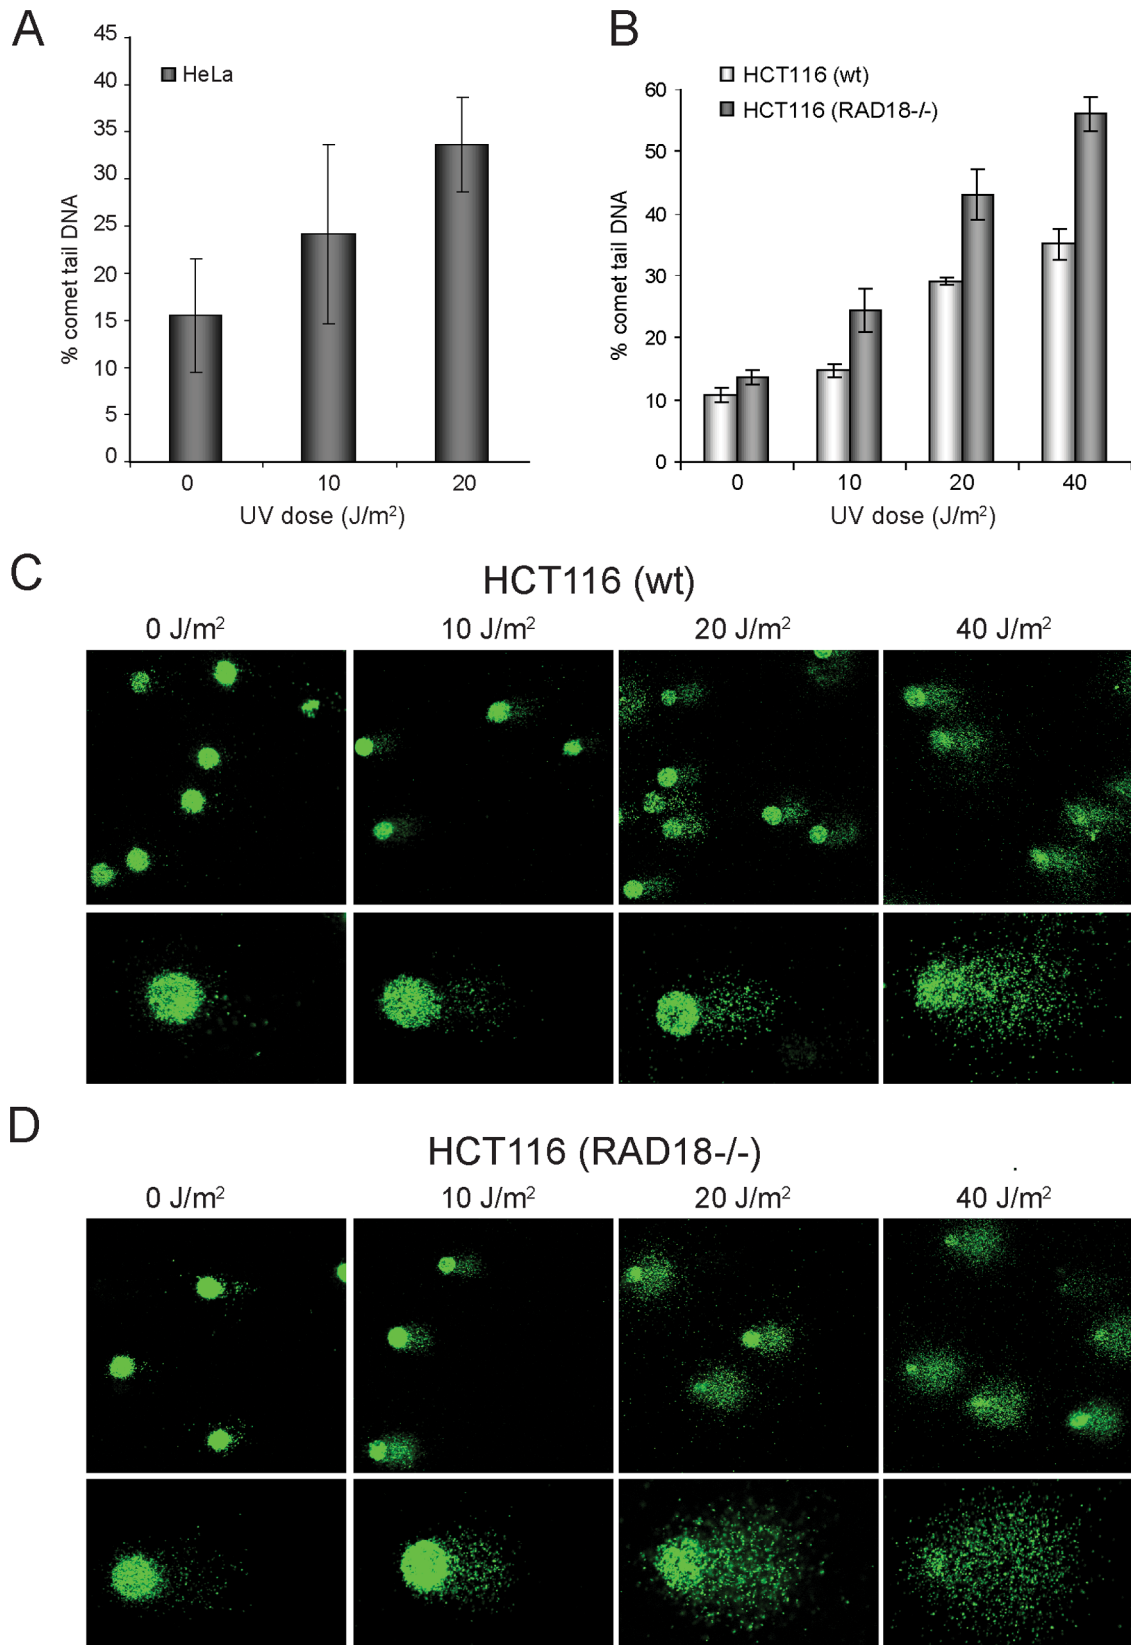 A
45
40
35
30
25
20
15
10
5
0
% comet tail DNA
HeLa
0 10 20
UV dose (J/m²)
B
HCT116 (wt)
HCT116 (RAD18-/-)
60
50
40
30
20
10
0
% comet tail DNA
0 10 20 40
UV dose (J/m²)
C
HCT116 (wt)
0 J/m² 10 J/m² 20 J/m² 40 J/m²
D
HCT116 (RAD18-/-)
0 J/m² 10 J/m² 20 J/m² 40 J/m²